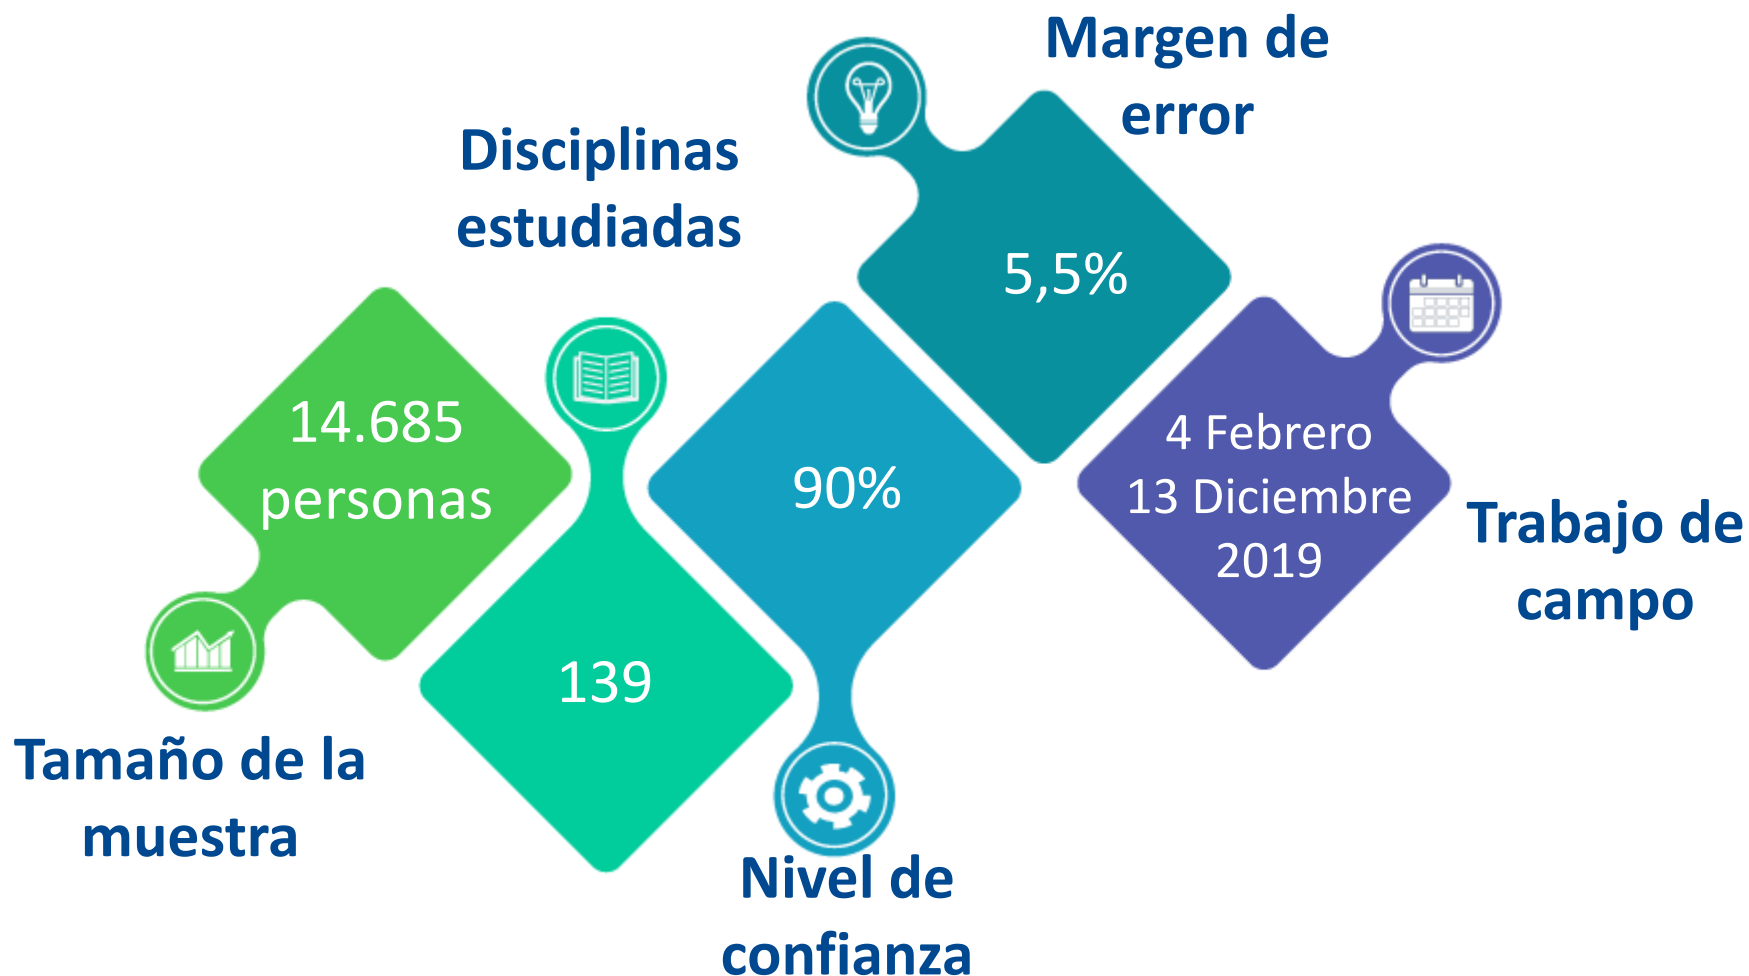 Margen de
error
Disciplinas
estudiadas
5,5%
14.685
personas
90%
4 Febrero
13 Diciembre
2019
Trabajo de
campo
139
Tamaño de la
muestra
Nivel de
confianza